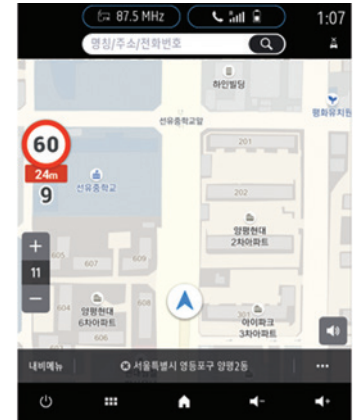 87.5 MHz
1:07
명칭/주소/전화번호
하인빌딩
평화유치원
선유중학교앞
60
24m
9
201
선유중학교
202
양평현대
2차아파트
+
11
−
605
607
609
604
양평현대
6차아파트
608
606
301
아이파크
3차아파트
내비메뉴
서울특별시 영등포구 양평2동